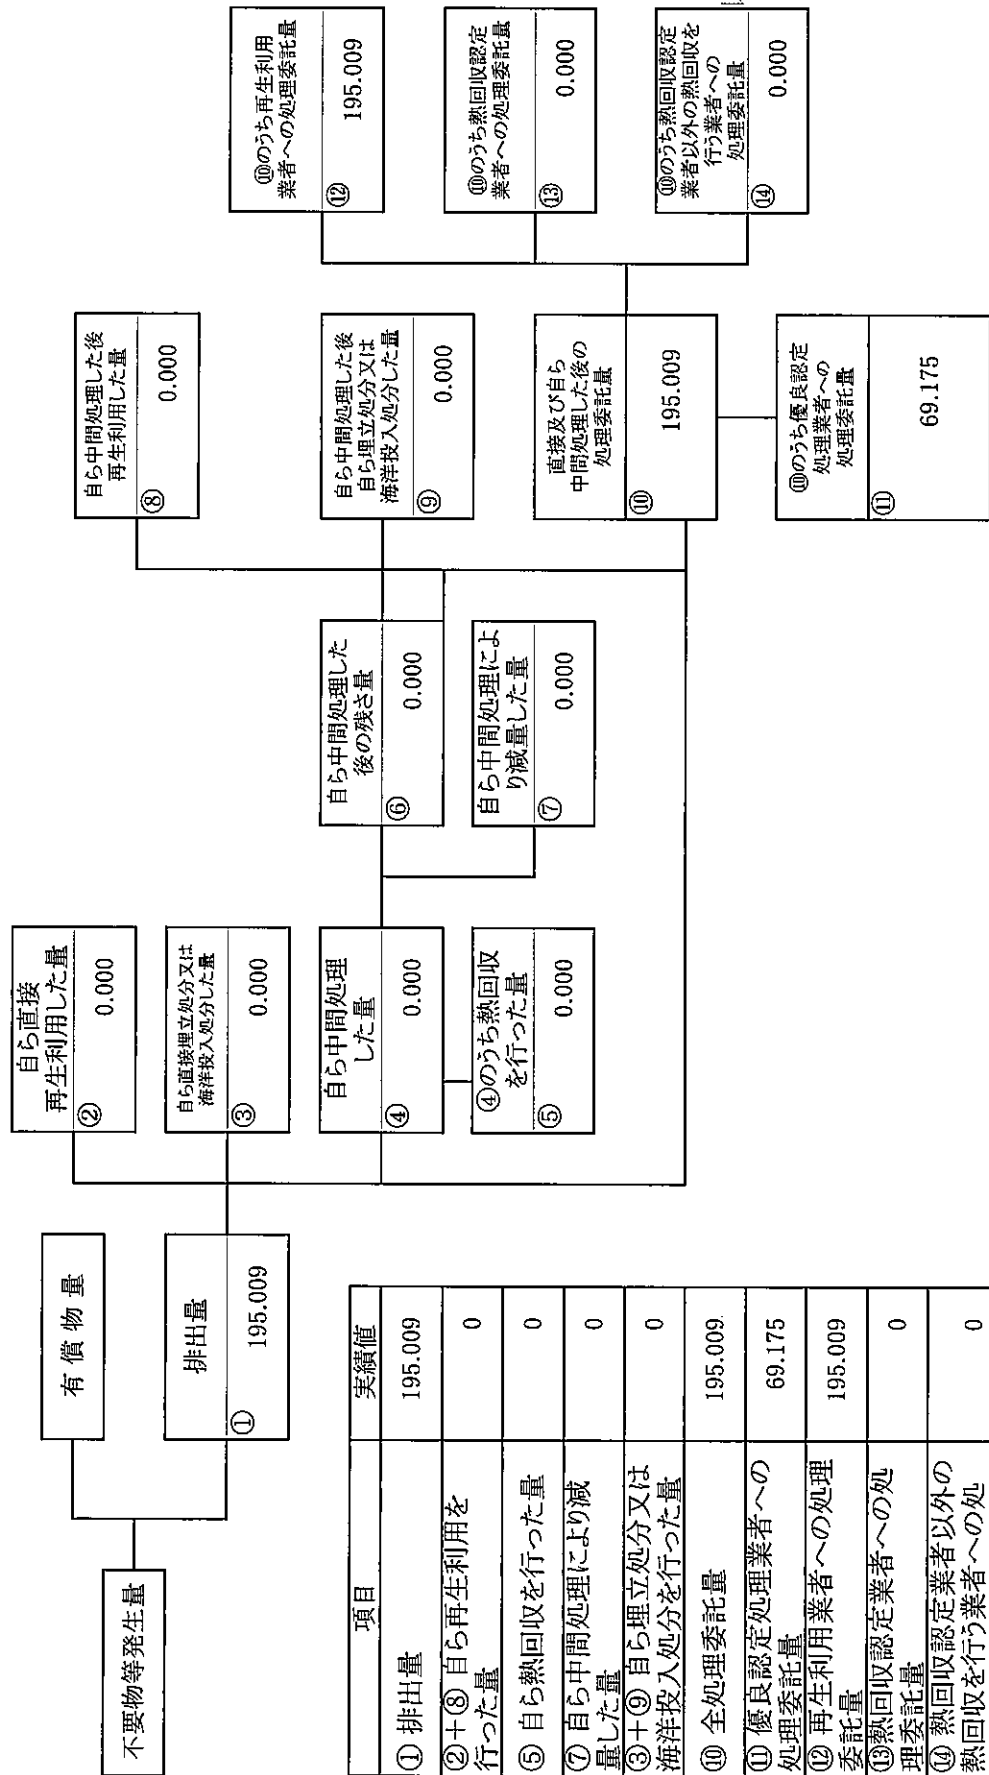 不要物等発生量
有償物量
排出量
①
195.009
自ら直接
再生利用した量
②
0.000
自ら直接埋立処分又は
海洋投入処分した量
③
0.000
自ら中間処理
した量
④
0.000
④のうち熱回収
を行った量
⑤
0.000
自ら中間処理した
後の残さ量
⑥
0.000
自ら中間処理によ
り減量した量
⑦
0.000
自ら中間処理した後
再生利用した量
⑧
0.000
自ら中間処理した後
自ら埋立処分又は
海洋投入処分した量
⑨
0.000
直接及び自ら
中間処理した後の
処理委託量
⑩
195.009
⑩のうち優良認定
処理業者への
処理委託量
⑪
69.175
⑩のうち再生利用
業者への処理委託量
⑫
195.009
⑩のうち熱回収認定
業者への処理委託量
⑬
0.000
⑩のうち熱回収認定
業者以外の熱回収を
行う業者への
処理委託量
⑭
0.000
項目 実績値
① 排出量 195.009
②+⑧ 自ら再生利用を
行った量 0
⑤ 自ら熱回収を行った量 0
⑦ 自ら中間処理により減
量した量 0
③+⑨ 自ら埋立処分又は
海洋投入処分を行った量 0
⑩ 全処理委託量 195.009
⑪ 優良認定処理業者への
処理委託量 69.175
⑫ 再生利用業者への処理
委託量 195.009
⑬熱回収認定業者への処
理委託量 0
⑭ 熱回収認定業者以外の
熱回収を行う業者への処 0